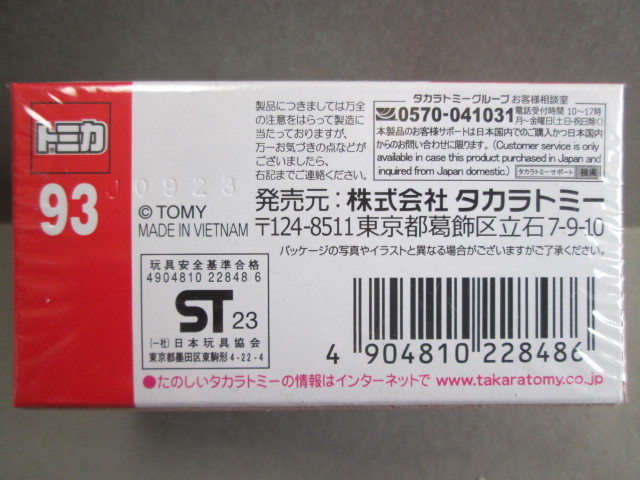 トミカ
93
J0923
製品につきましては万全
の注意をはらって製造に
当たっておりますが、
万一お気づきの点などが
ございましたら、
右記までご連絡ください。
タカラトミーグループ お客様相談室
0570-041031
電話受付時間 10〜17時
月〜金曜日(土・日・祝日除く)
本製品のお客様サポートは日本国内でのご購入かつ日本国内
からのお問い合わせに限ります。(Customer service is only
available in case this product purchased in Japan and
inquired from Japan domestic.)
タカラトミーサポート 検索
© TOMY
MADE IN VIETNAM
発売元：株式会社 タカラトミー
〒124-8511 東京都葛飾区立石7-9-10
パッケージの写真やイラストと異なる場合がございますがご了承ください。
玩具安全基準合格
4904810 22848 6
ST 23
(一社)日本玩具協会
東京都墨田区東駒形4-22-4
4 904810 228486
●たのしいタカラトミーの情報はインターネットで www.takaratomy.co.jp